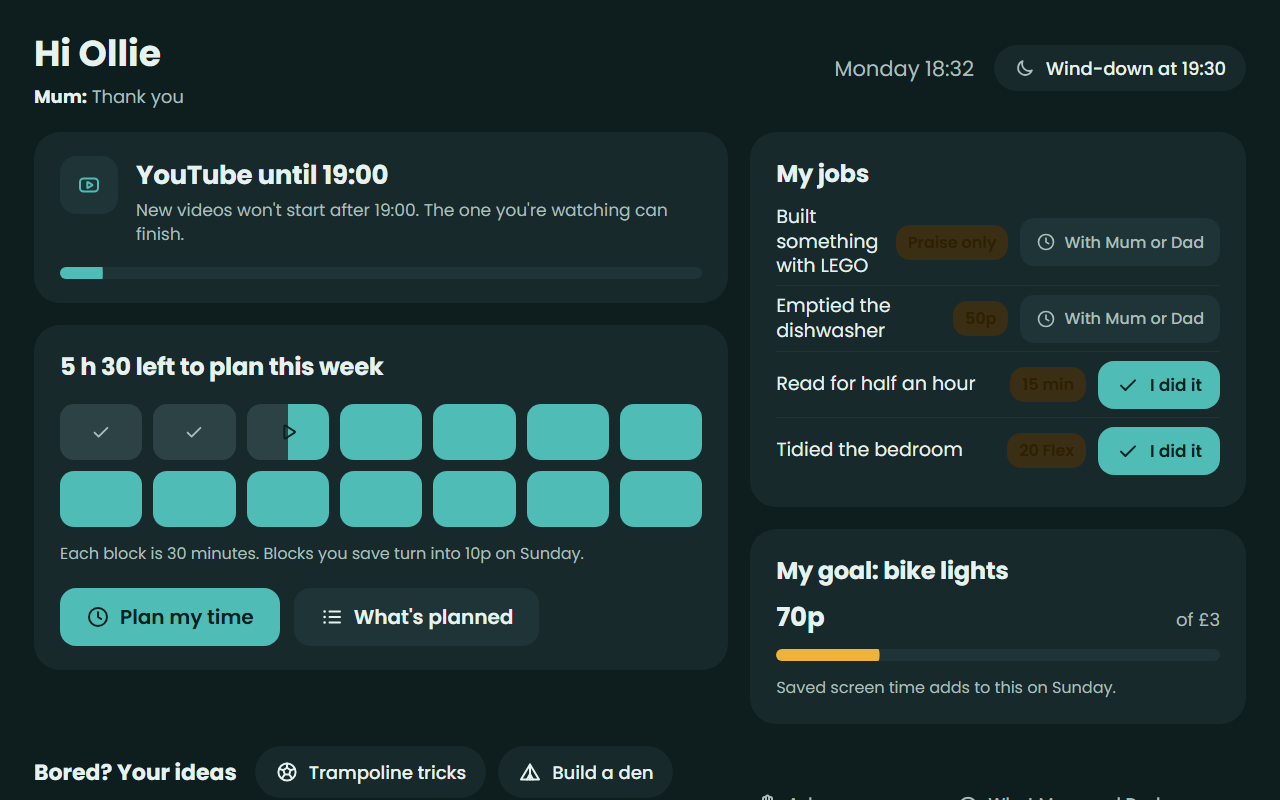 Hi Ollie
Mum: Thank you
Monday 18:32
Wind-down at 19:30
YouTube until 19:00
New videos won't start after 19:00. The one you're watching can
finish.
5 h 30 left to plan this week
Each block is 30 minutes. Blocks you save turn into 10p on Sunday.
Plan my time
What's planned
My jobs
Built
something
with LEGO
Praise only
With Mum or Dad
Emptied the
dishwasher
50p
With Mum or Dad
Read for half an hour
15 min
I did it
Tidied the bedroom
20 Flex
I did it
My goal: bike lights
70p
of £3
Saved screen time adds to this on Sunday.
Bored? Your ideas
Trampoline tricks
Build a den